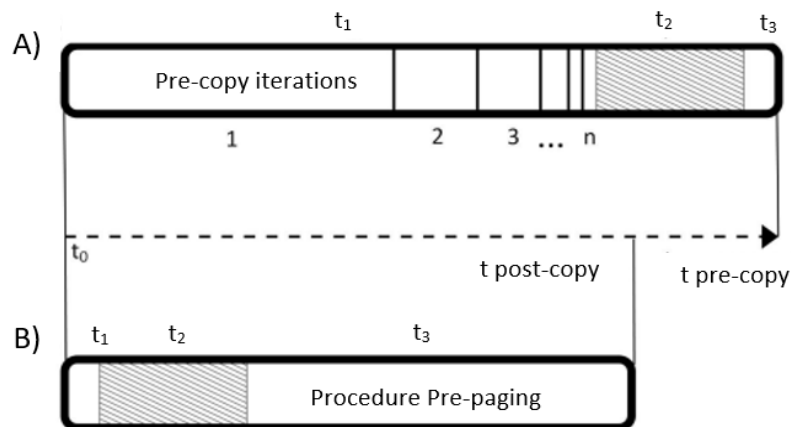 t₁ t₂ t₃
A)
Pre-copy iterations
1 2 3 ... n
t₀
t post-copy t pre-copy
t₁ t₂ t₃
B)
Procedure Pre-paging